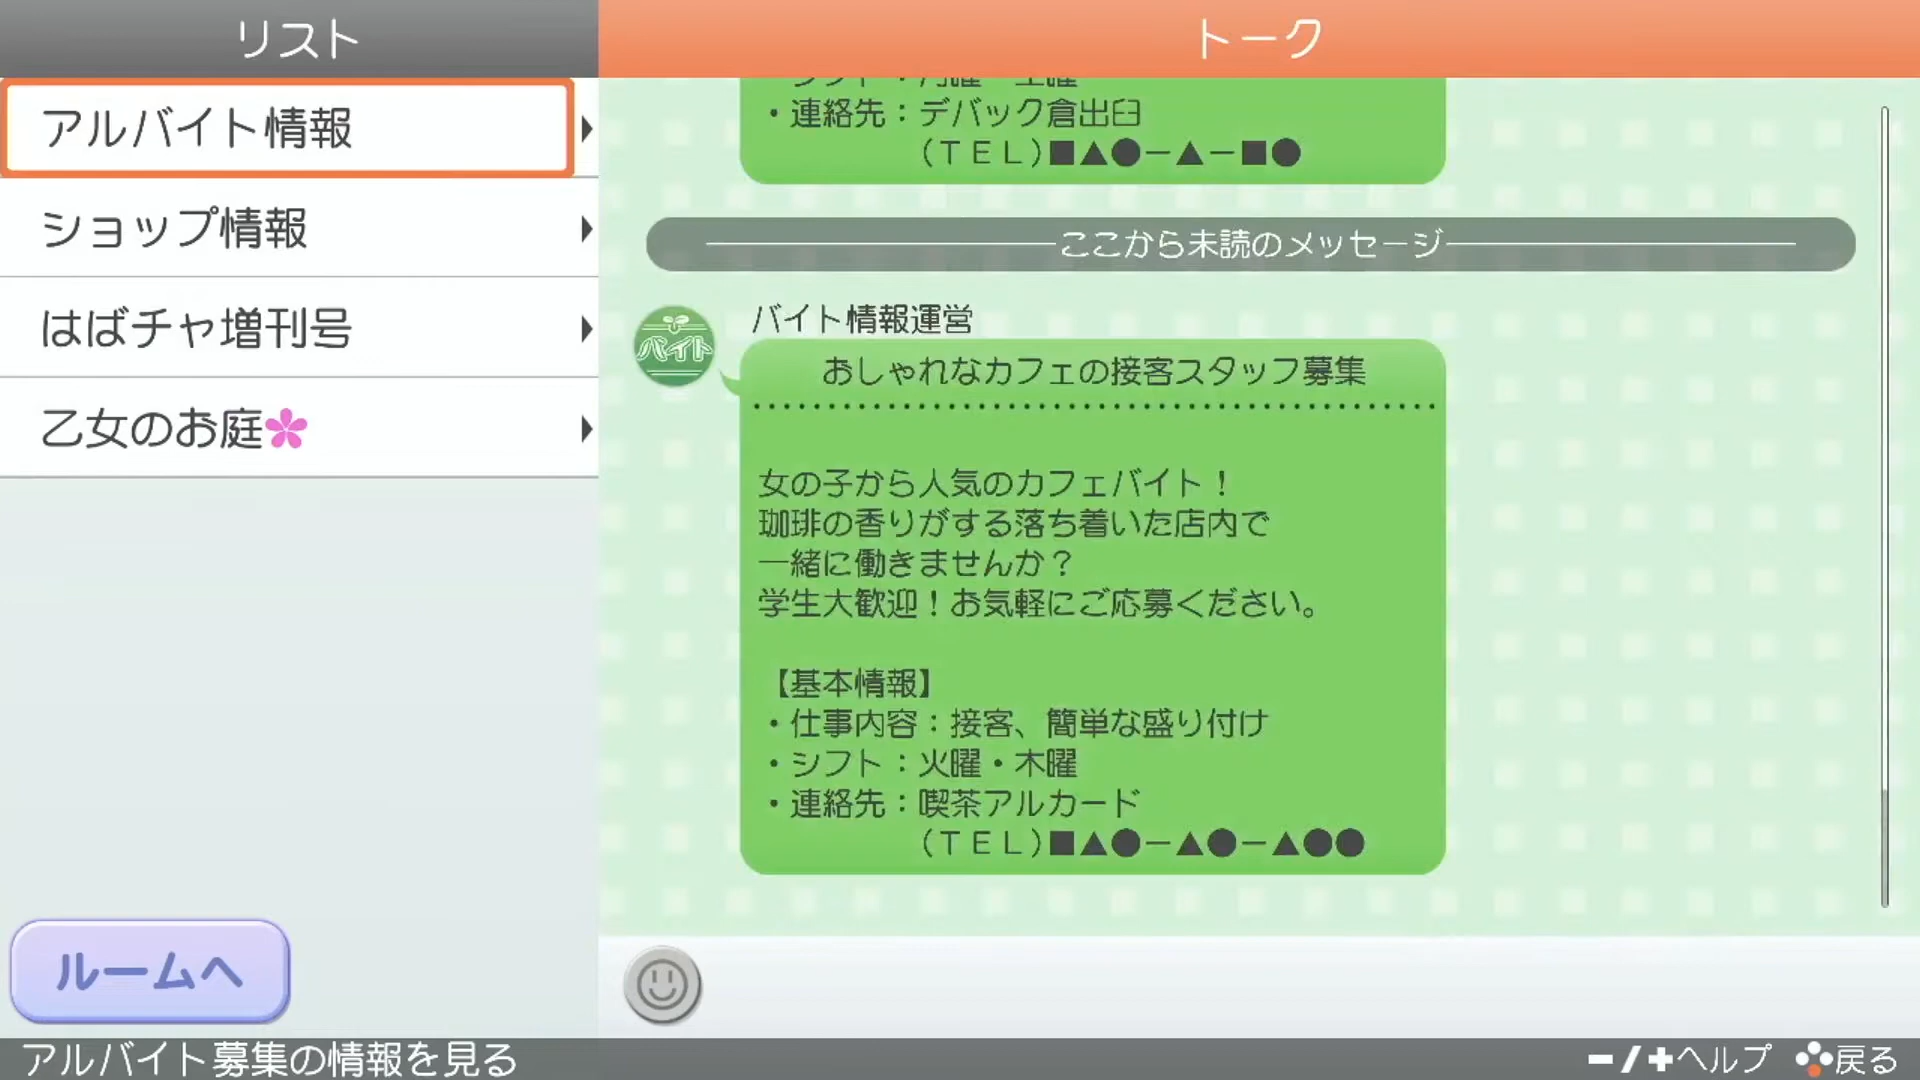 リスト
トーク
アルバイト情報
ショップ情報
はばチャ増刊号
乙女のお庭
・連絡先：デバック倉出臼
（ＴＥＬ）■▲●－▲－■●
ここから未読のメッセージ
バイト
バイト情報運営
おしゃれなカフェの接客スタッフ募集
女の子から人気のカフェバイト！
珈琲の香りがする落ち着いた店内で
一緒に働きませんか？
学生大歓迎！お気軽にご応募ください。
【基本情報】
・仕事内容：接客、簡単な盛り付け
・シフト：火曜・木曜
・連絡先：喫茶アルカード
（ＴＥＬ）■▲●－▲●－▲●●
ルームへ
アルバイト募集の情報を見る
−/+ヘルプ 戻る